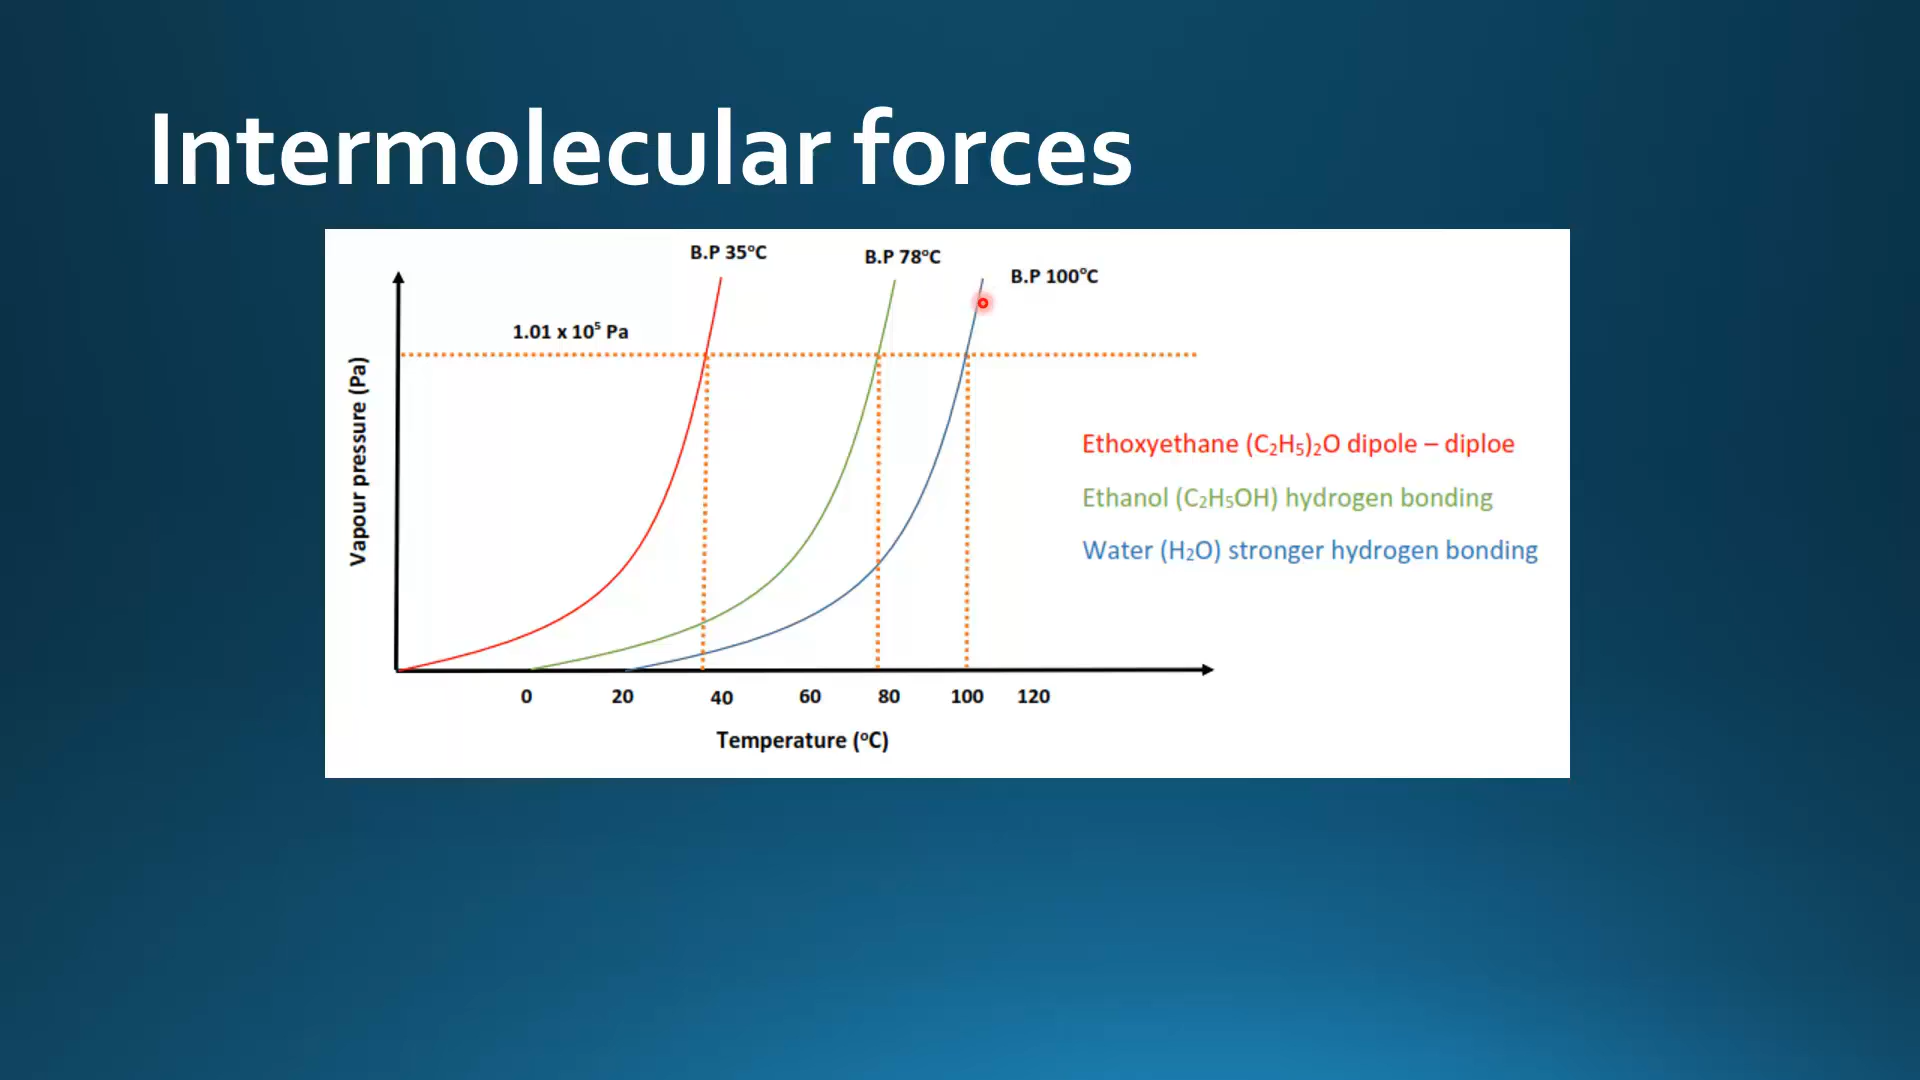 Intermolecular forces
B.P 35°C
B.P 78°C
B.P 100°C
1.01 x 10⁵ Pa
Vapour pressure (Pa)
Ethoxyethane (C₂H₅)₂O dipole – diploe
Ethanol (C₂H₅OH) hydrogen bonding
Water (H₂O) stronger hydrogen bonding
0 20 40 60 80 100 120
Temperature (°C)